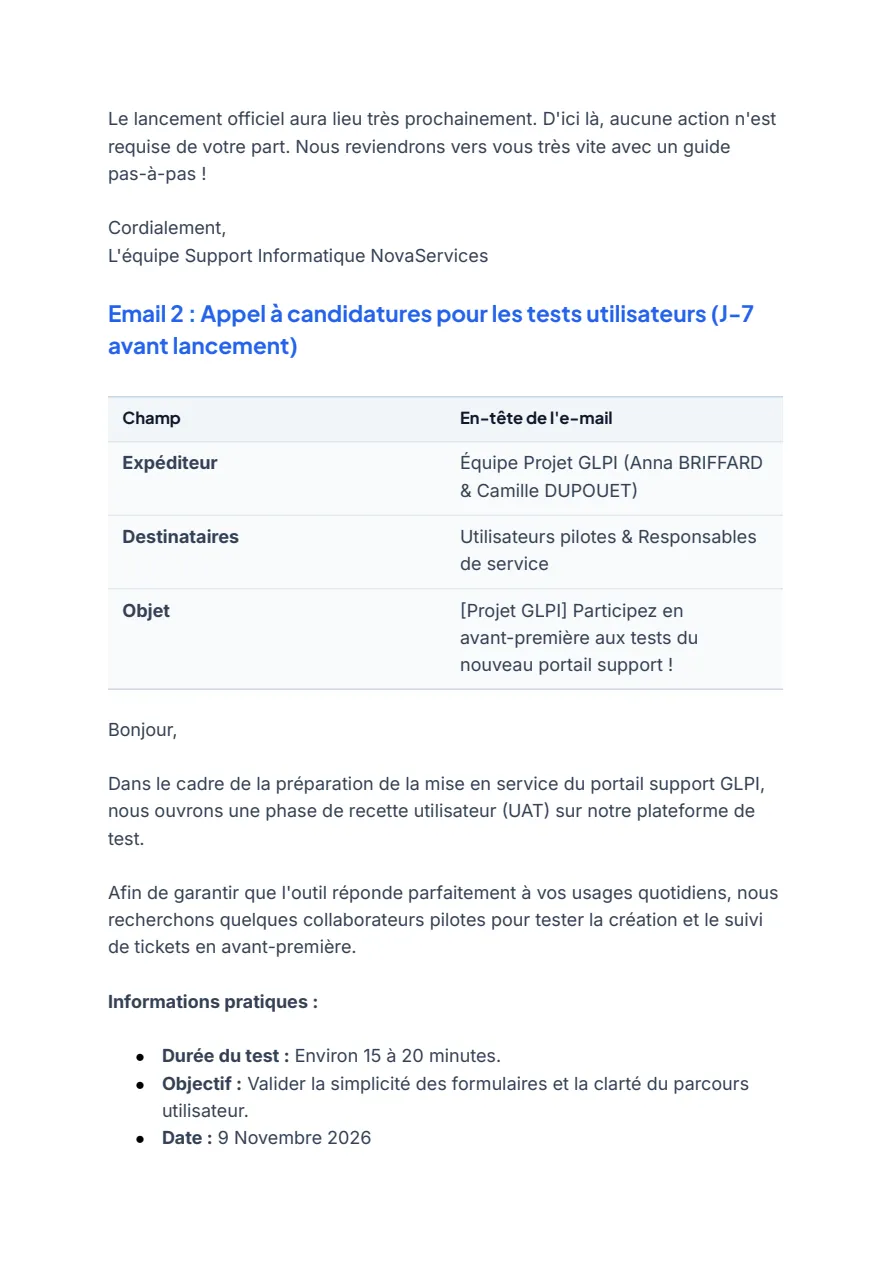 Le lancement officiel aura lieu très prochainement. D'ici là, aucune action n'est
requise de votre part. Nous reviendrons vers vous très vite avec un guide
pas-à-pas !
Cordialement,
L'équipe Support Informatique NovaServices
Email 2 : Appel à candidatures pour les tests utilisateurs (J-7
avant lancement)
Champ
En-tête de l'e-mail
Expéditeur
Équipe Projet GLPI (Anna BRIFFARD
& Camille DUPOUET)
Destinataires
Utilisateurs pilotes & Responsables
de service
Objet
[Projet GLPI] Participez en
avant-première aux tests du
nouveau portail support !
Bonjour,
Dans le cadre de la préparation de la mise en service du portail support GLPI,
nous ouvrons une phase de recette utilisateur (UAT) sur notre plateforme de
test.
Afin de garantir que l'outil réponde parfaitement à vos usages quotidiens, nous
recherchons quelques collaborateurs pilotes pour tester la création et le suivi
de tickets en avant-première.
Informations pratiques :
● Durée du test : Environ 15 à 20 minutes.
● Objectif : Valider la simplicité des formulaires et la clarté du parcours
utilisateur.
● Date : 9 Novembre 2026